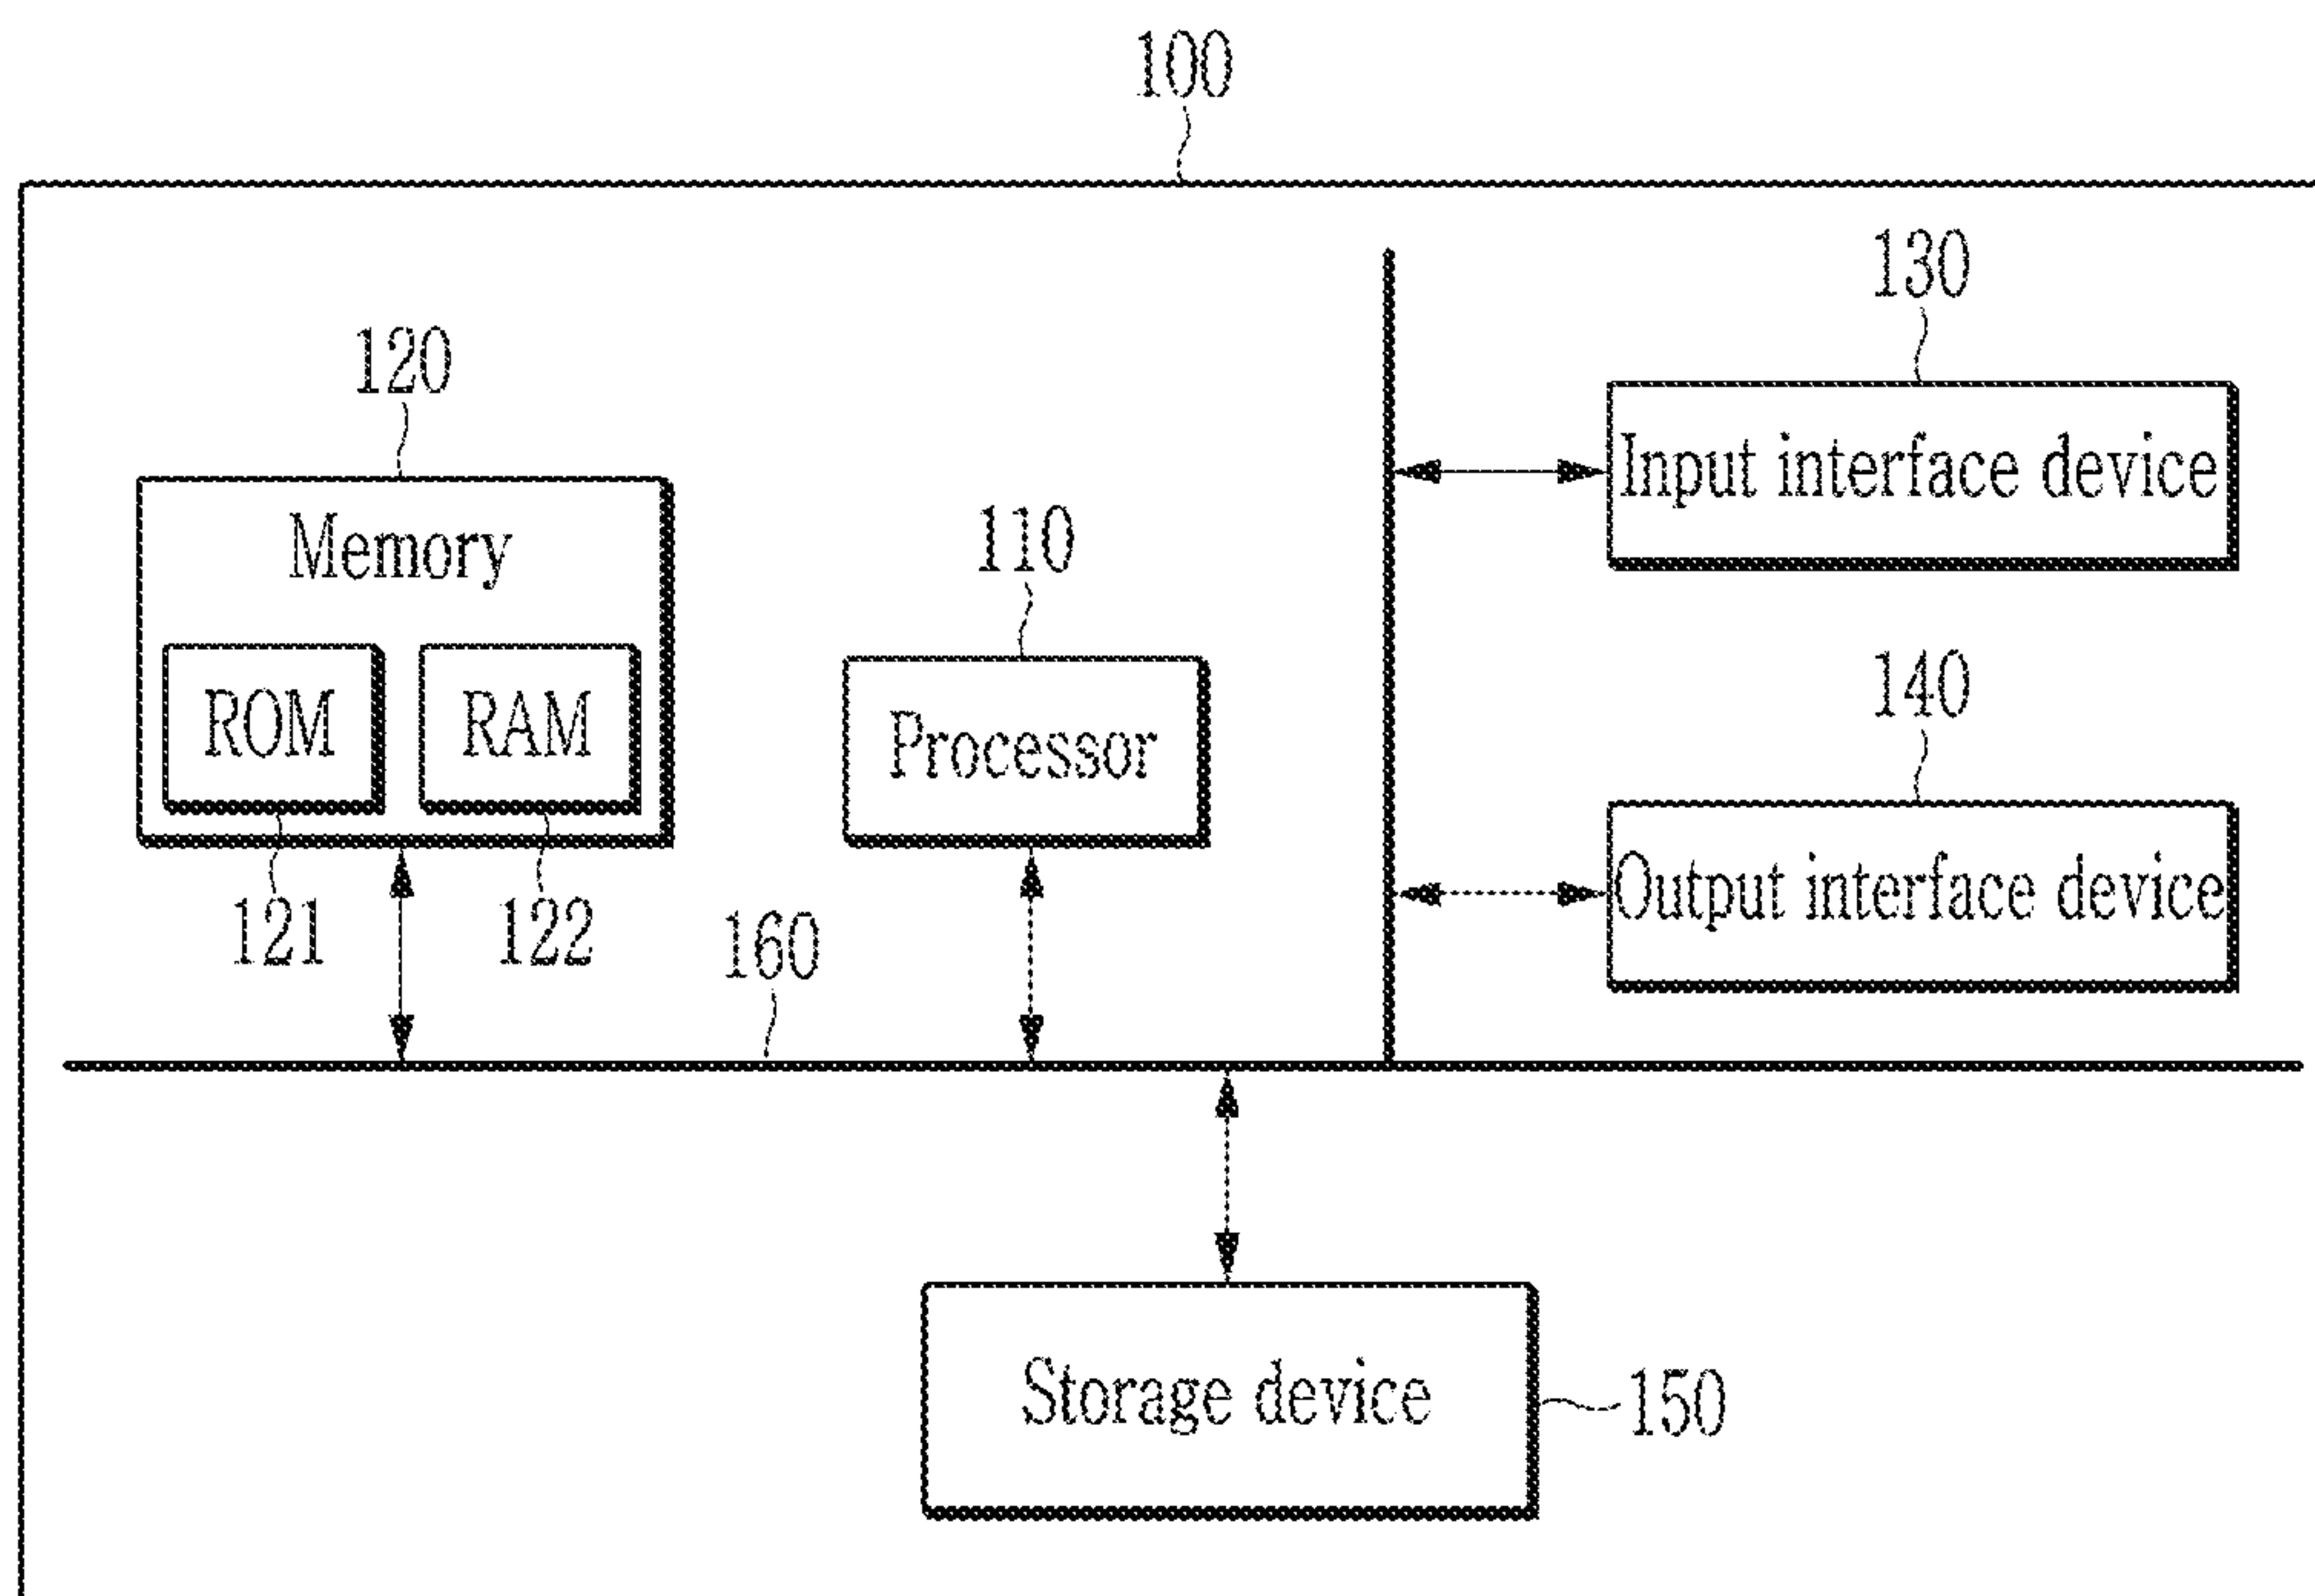 100
130
120
Input interface device
Memory
110
ROM
RAM
Processor
140
Output interface device
121
122
160
Storage device
150